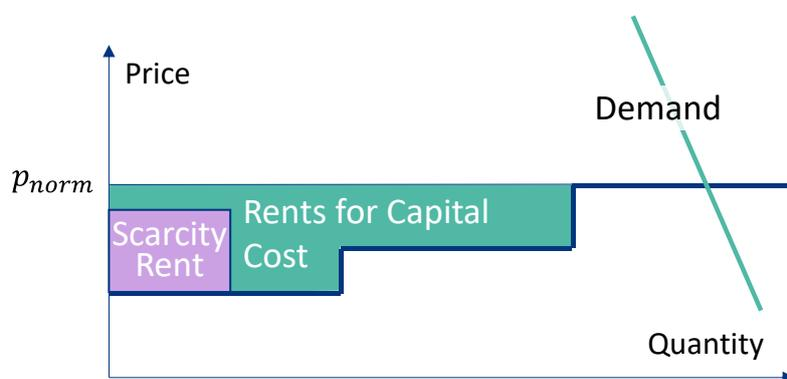 Price
Demand
p_norm
Rents for Capital
Cost
Scarcity
Rent
Quantity